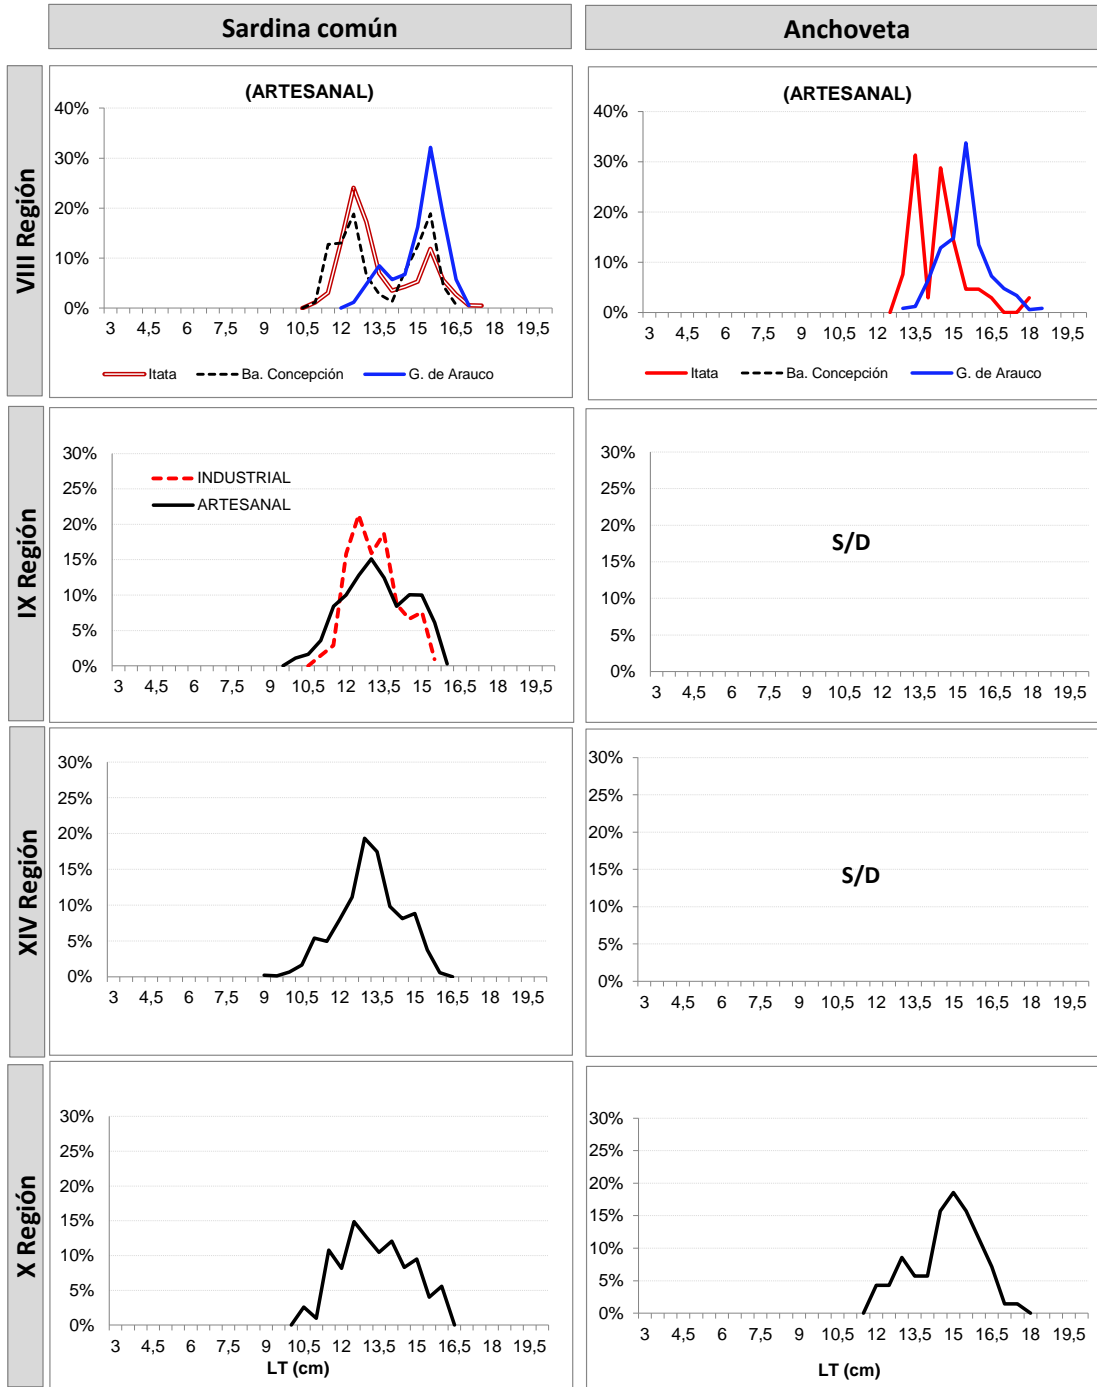 Sardina común
Anchoveta
VIII Región
(ARTESANAL)
40%
30%
20%
10%
0%
3 4,5 6 7,5 9 10,5 12 13,5 15 16,5 18 19,5
Itata Ba. Concepción G. de Arauco
(ARTESANAL)
40%
30%
20%
10%
0%
3 4,5 6 7,5 9 10,5 12 13,5 15 16,5 18 19,5
Itata Ba. Concepción G. de Arauco
IX Región
30%
25%
20%
15%
10%
5%
0%
INDUSTRIAL
ARTESANAL
3 4,5 6 7,5 9 10,5 12 13,5 15 16,5 18 19,5
30%
25%
20%
15%
10%
5%
0%
S/D
3 4,5 6 7,5 9 10,5 12 13,5 15 16,5 18 19,5
XIV Región
30%
25%
20%
15%
10%
5%
0%
3 4,5 6 7,5 9 10,5 12 13,5 15 16,5 18 19,5
30%
25%
20%
15%
10%
5%
0%
S/D
3 4,5 6 7,5 9 10,5 12 13,5 15 16,5 18 19,5
X Región
30%
25%
20%
15%
10%
5%
0%
3 4,5 6 7,5 9 10,5 12 13,5 15 16,5 18 19,5
LT (cm)
30%
25%
20%
15%
10%
5%
0%
3 4,5 6 7,5 9 10,5 12 13,5 15 16,5 18 19,5
LT (cm)